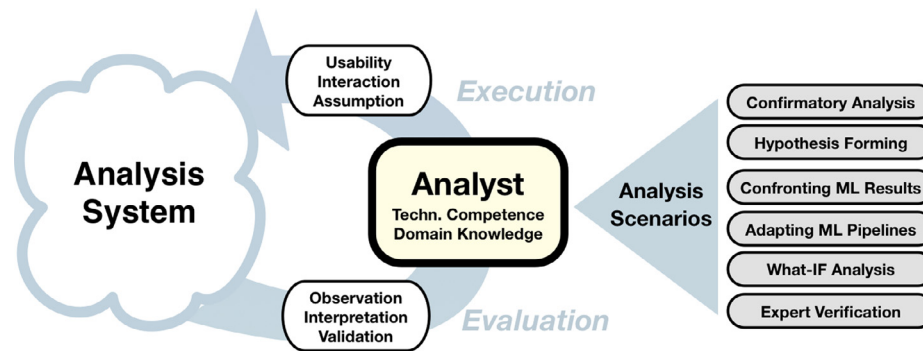 Usability
Interaction
Assumption
Execution
Analysis
System
Analyst
Techn. Competence
Domain Knowledge
Observation
Interpretation
Validation
Evaluation
Analysis
Scenarios
Confirmatory Analysis
Hypothesis Forming
Confronting ML Results
Adapting ML Pipelines
What-IF Analysis
Expert Verification